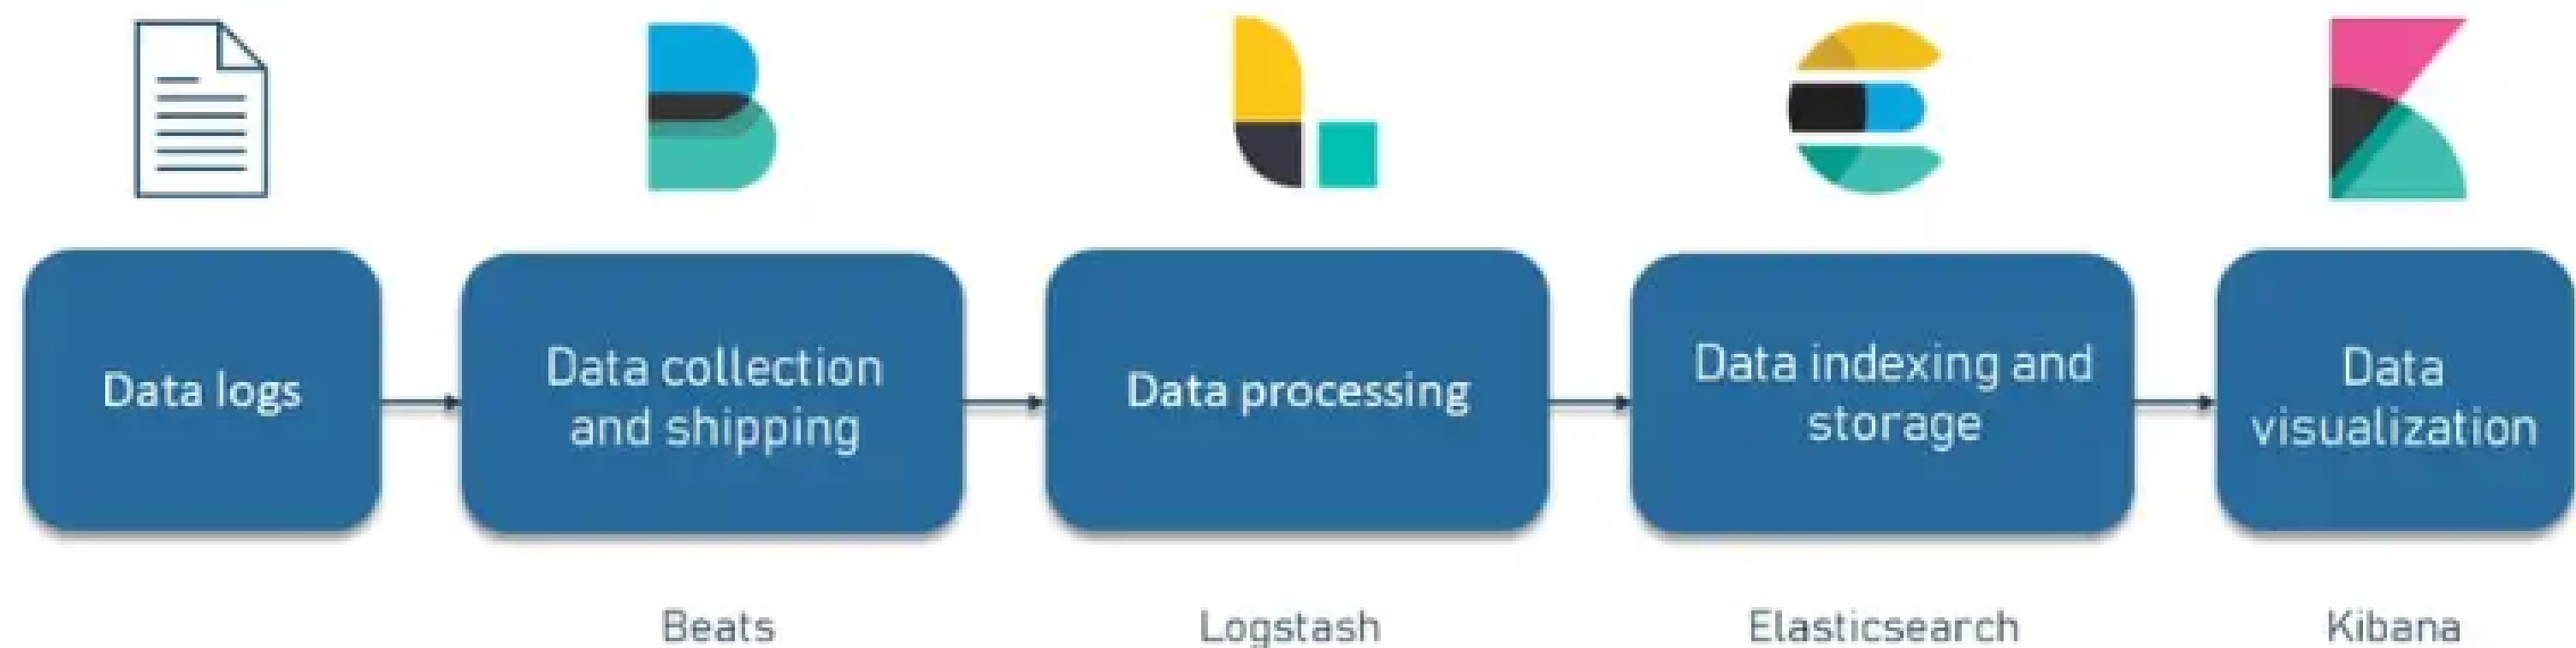 Data logs
Data collection
and shipping
Data processing
Data indexing and
storage
Data
visualization
Beats
Logstash
Elasticsearch
Kibana